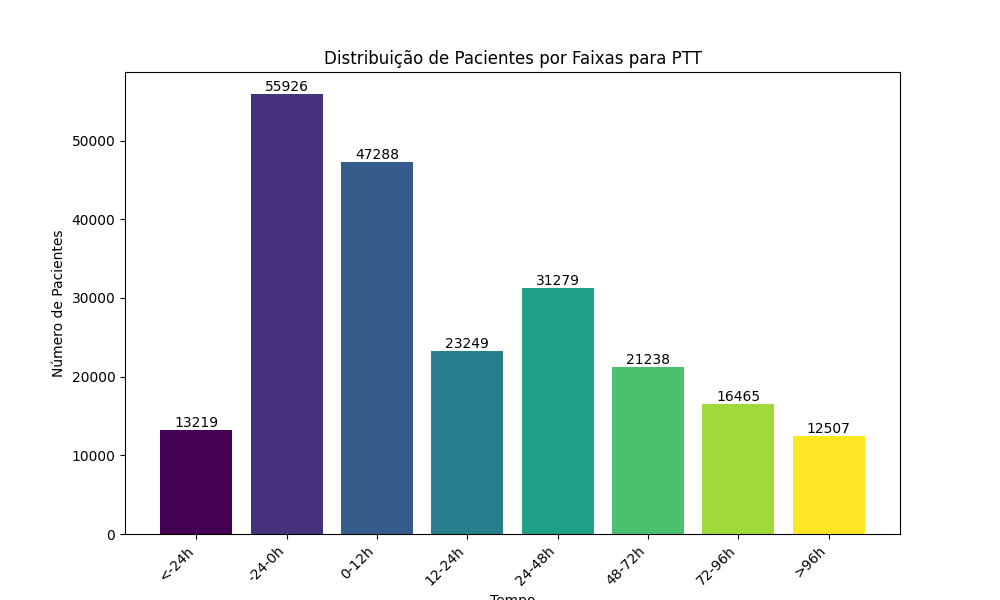 Distribuição de Pacientes por Faixas para PTT
Número de Pacientes
50000
40000
30000
20000
10000
0
13219
55926
47288
23249
31279
21238
16465
12507
<-24h
-24-0h
0-12h
12-24h
24-48h
48-72h
72-96h
>96h
Tempo